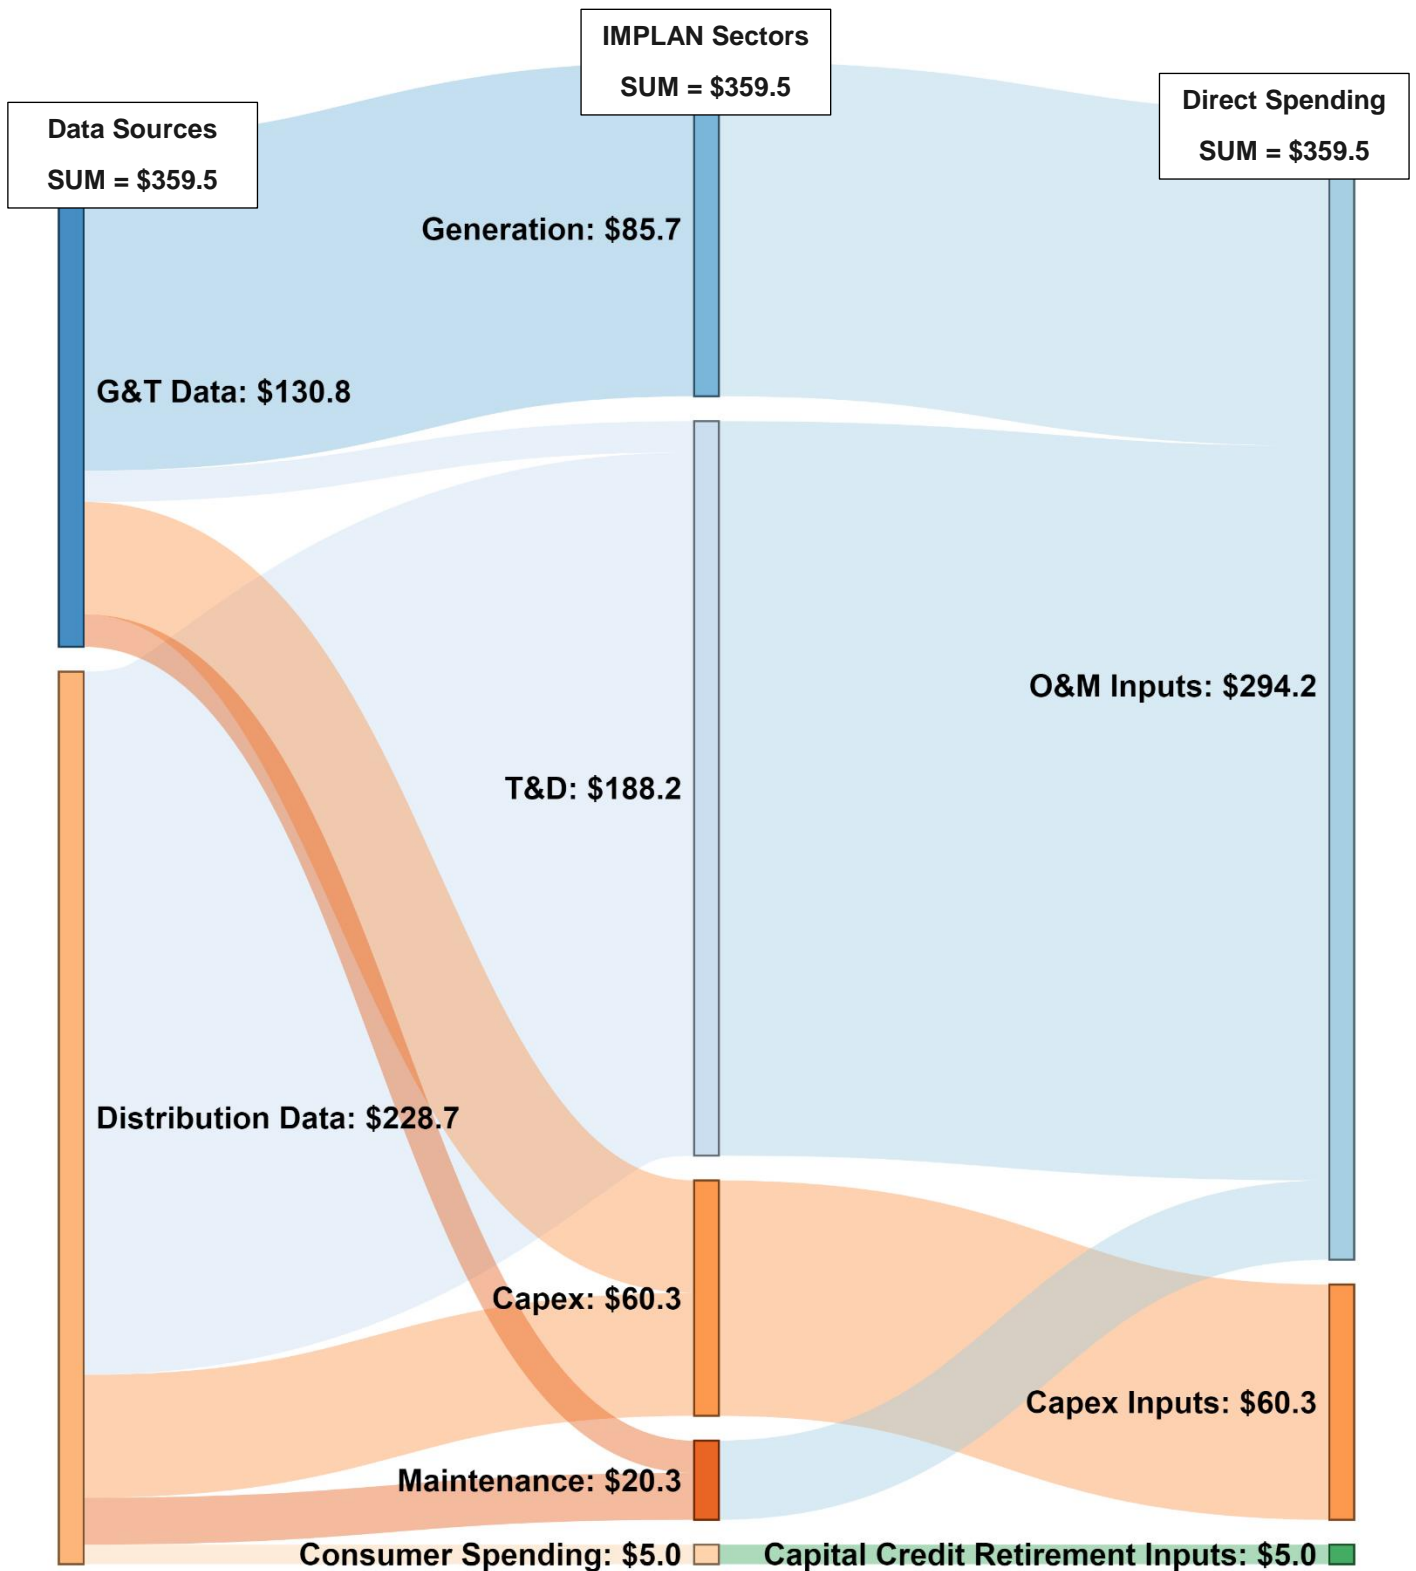 IMPLAN Sectors
SUM = $359.5
Direct Spending
SUM = $359.5
Data Sources
SUM = $359.5
Generation: $85.7
G&T Data: $130.8
O&M Inputs: $294.2
T&D: $188.2
Distribution Data: $228.7
Capex: $60.3
Capex Inputs: $60.3
Maintenance: $20.3
Consumer Spending: $5.0
Capital Credit Retirement Inputs: $5.0